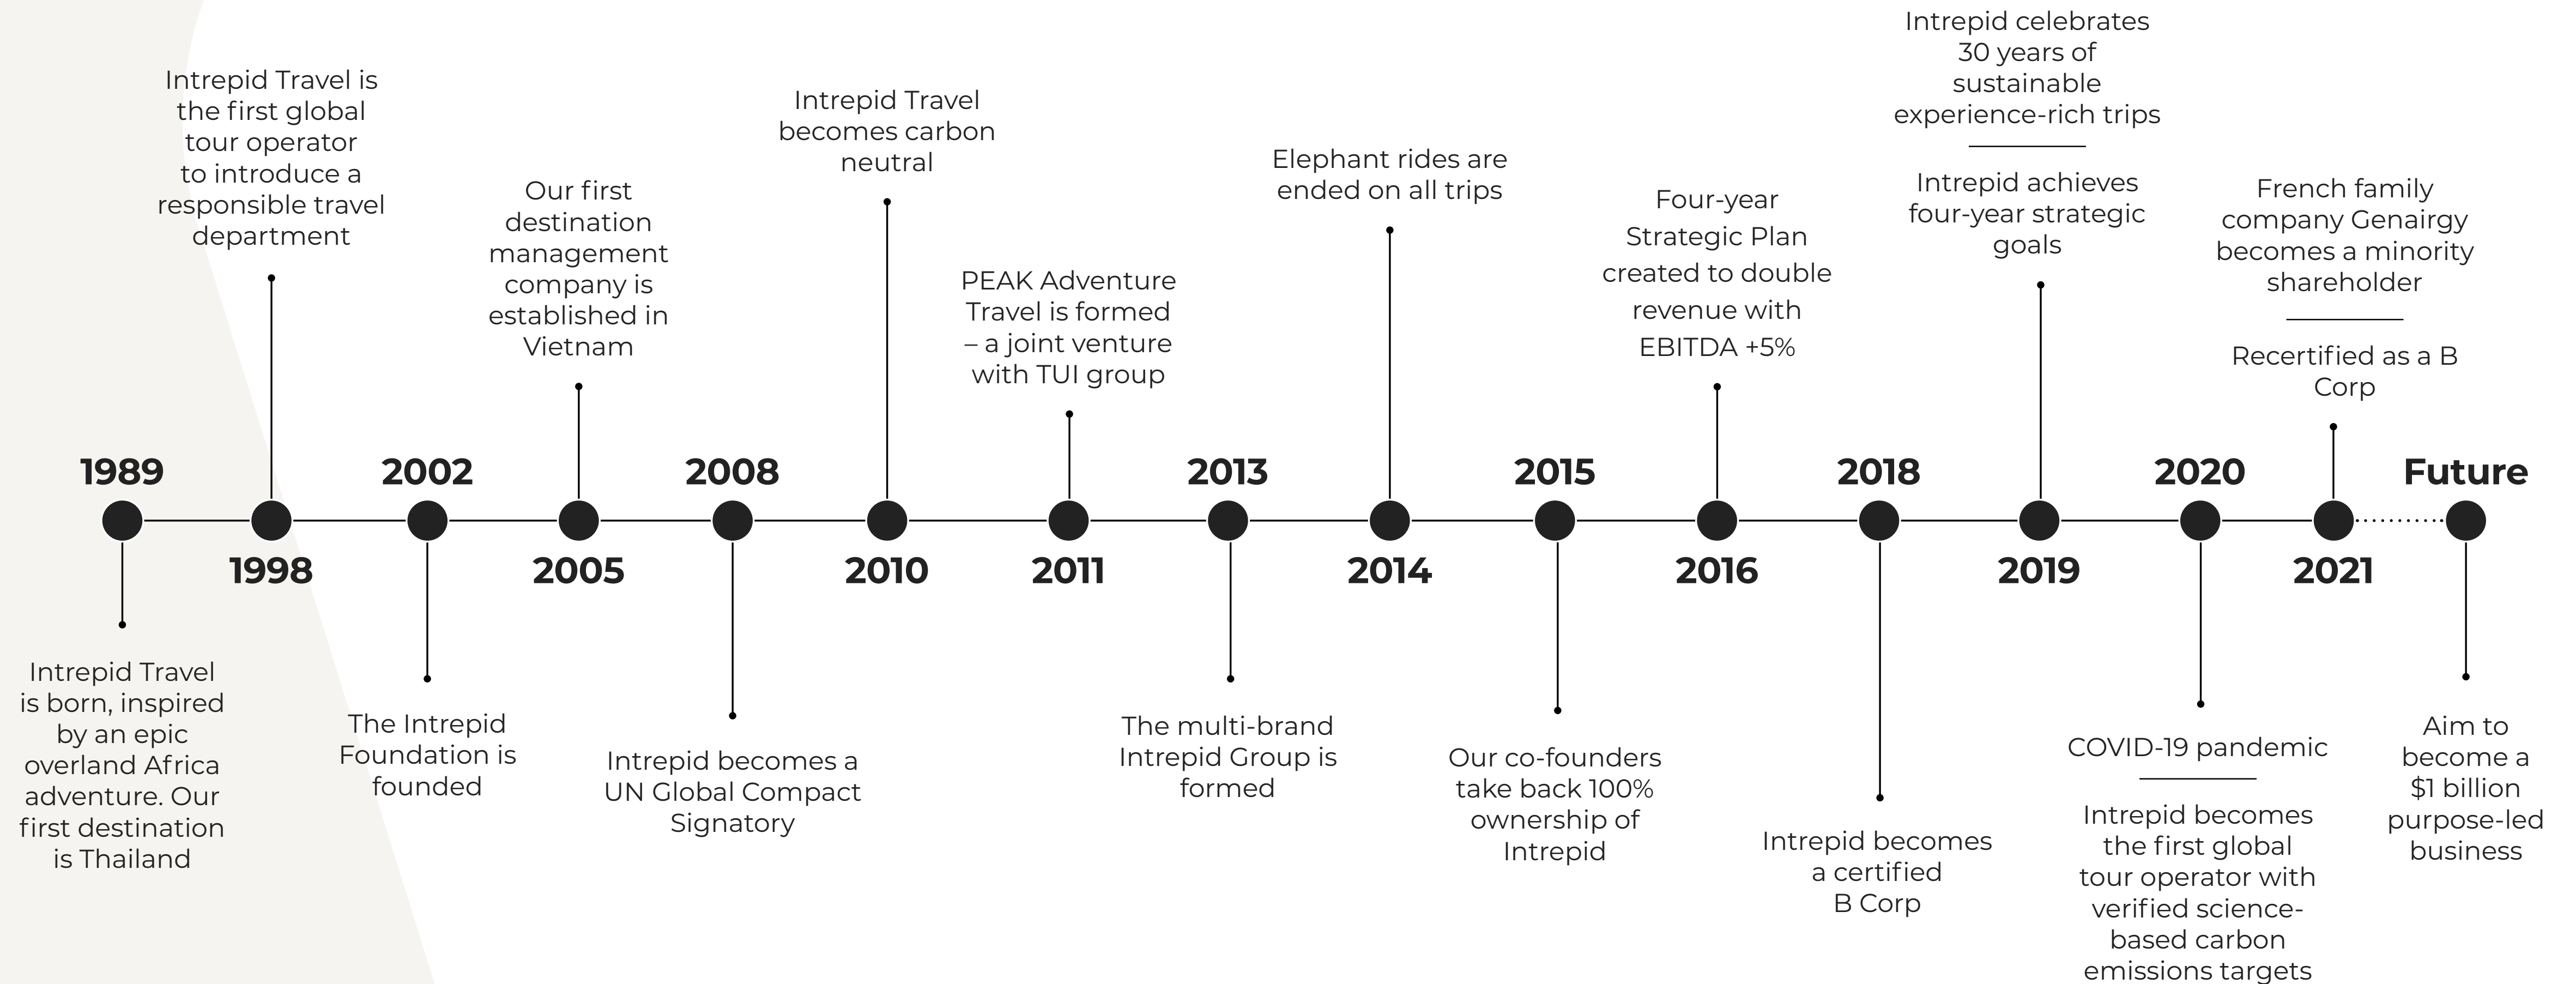 1989
Intrepid Travel
is born, inspired
by an epic
overland Africa
adventure. Our
first destination
is Thailand
Intrepid Travel is
the first global
tour operator
to introduce a
responsible travel
department
1998
2002
The Intrepid
Foundation is
founded
Our first
destination
management
company is
established in
Vietnam
2005
2008
Intrepid becomes a
UN Global Compact
Signatory
Intrepid Travel
becomes carbon
neutral
2010
PEAK Adventure
Travel is formed
– a joint venture
with TUI group
2011
2013
The multi-brand
Intrepid Group is
formed
Elephant rides are
ended on all trips
2014
2015
Our co-founders
take back 100%
ownership of
Intrepid
Four-year
Strategic Plan
created to double
revenue with
EBITDA +5%
2016
2018
Intrepid becomes
a certified
B Corp
Intrepid celebrates
30 years of
sustainable
experience-rich trips
Intrepid achieves
four-year strategic
goals
2019
2020
COVID-19 pandemic
Intrepid becomes
the first global
tour operator with
verified science-
based carbon
emissions targets
French family
company Genairgy
becomes a minority
shareholder
Recertified as a B
Corp
2021
Future
Aim to
become a
$1 billion
purpose-led
business